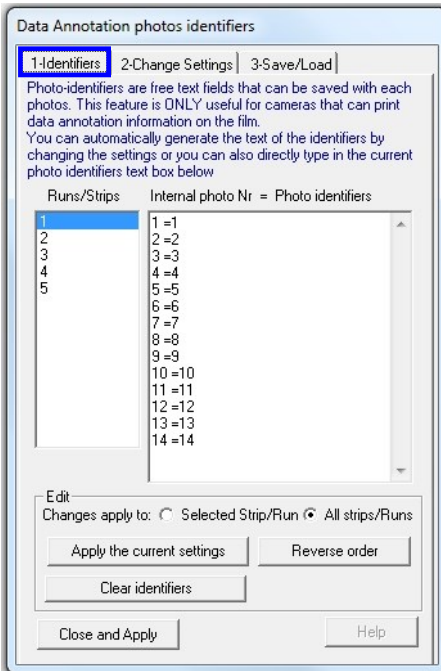 Data Annotation photos identifiers
1-Identifiers 2-Change Settings 3-Save/Load
Photo-identifiers are free text fields that can be saved with each
photos. This feature is ONLY useful for cameras that can print
data annotation information on the film.
You can automatically generate the text of the identifiers by
changing the settings or you can also directly type in the current
photo identifiers text box below
Runs/Strips Internal photo Nr = Photo identifiers
1
2
3
4
5
1 =1
2 =2
3 =3
4 =4
5 =5
6 =6
7 =7
8 =8
9 =9
10 =10
11 =11
12 =12
13 =13
14 =14
Edit
Changes apply to: Selected Strip/Run All strips/Runs
Apply the current settings Reverse order
Clear identifiers
Close and Apply Help